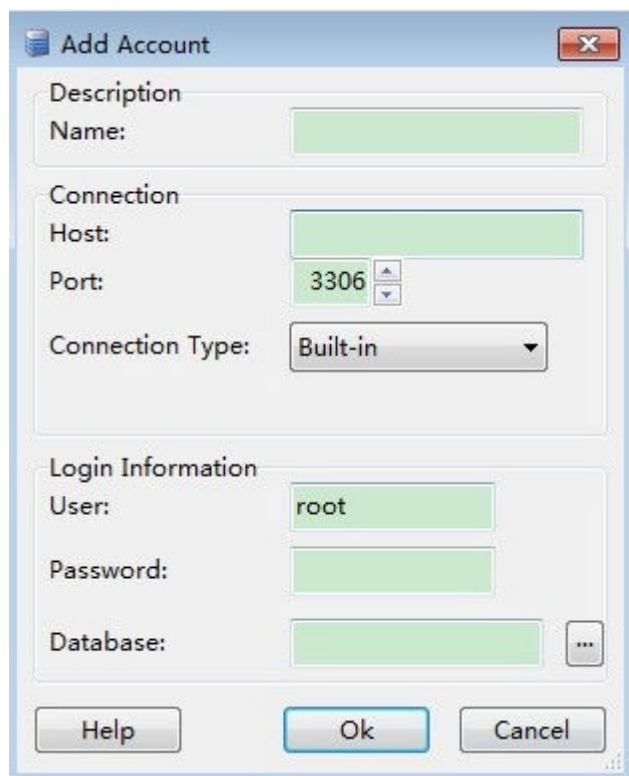 Add Account
Description
Name:
Connection
Host:
Port: 3306
Connection Type: Built-in
Login Information
User: root
Password:
Database: ...
Help Ok Cancel